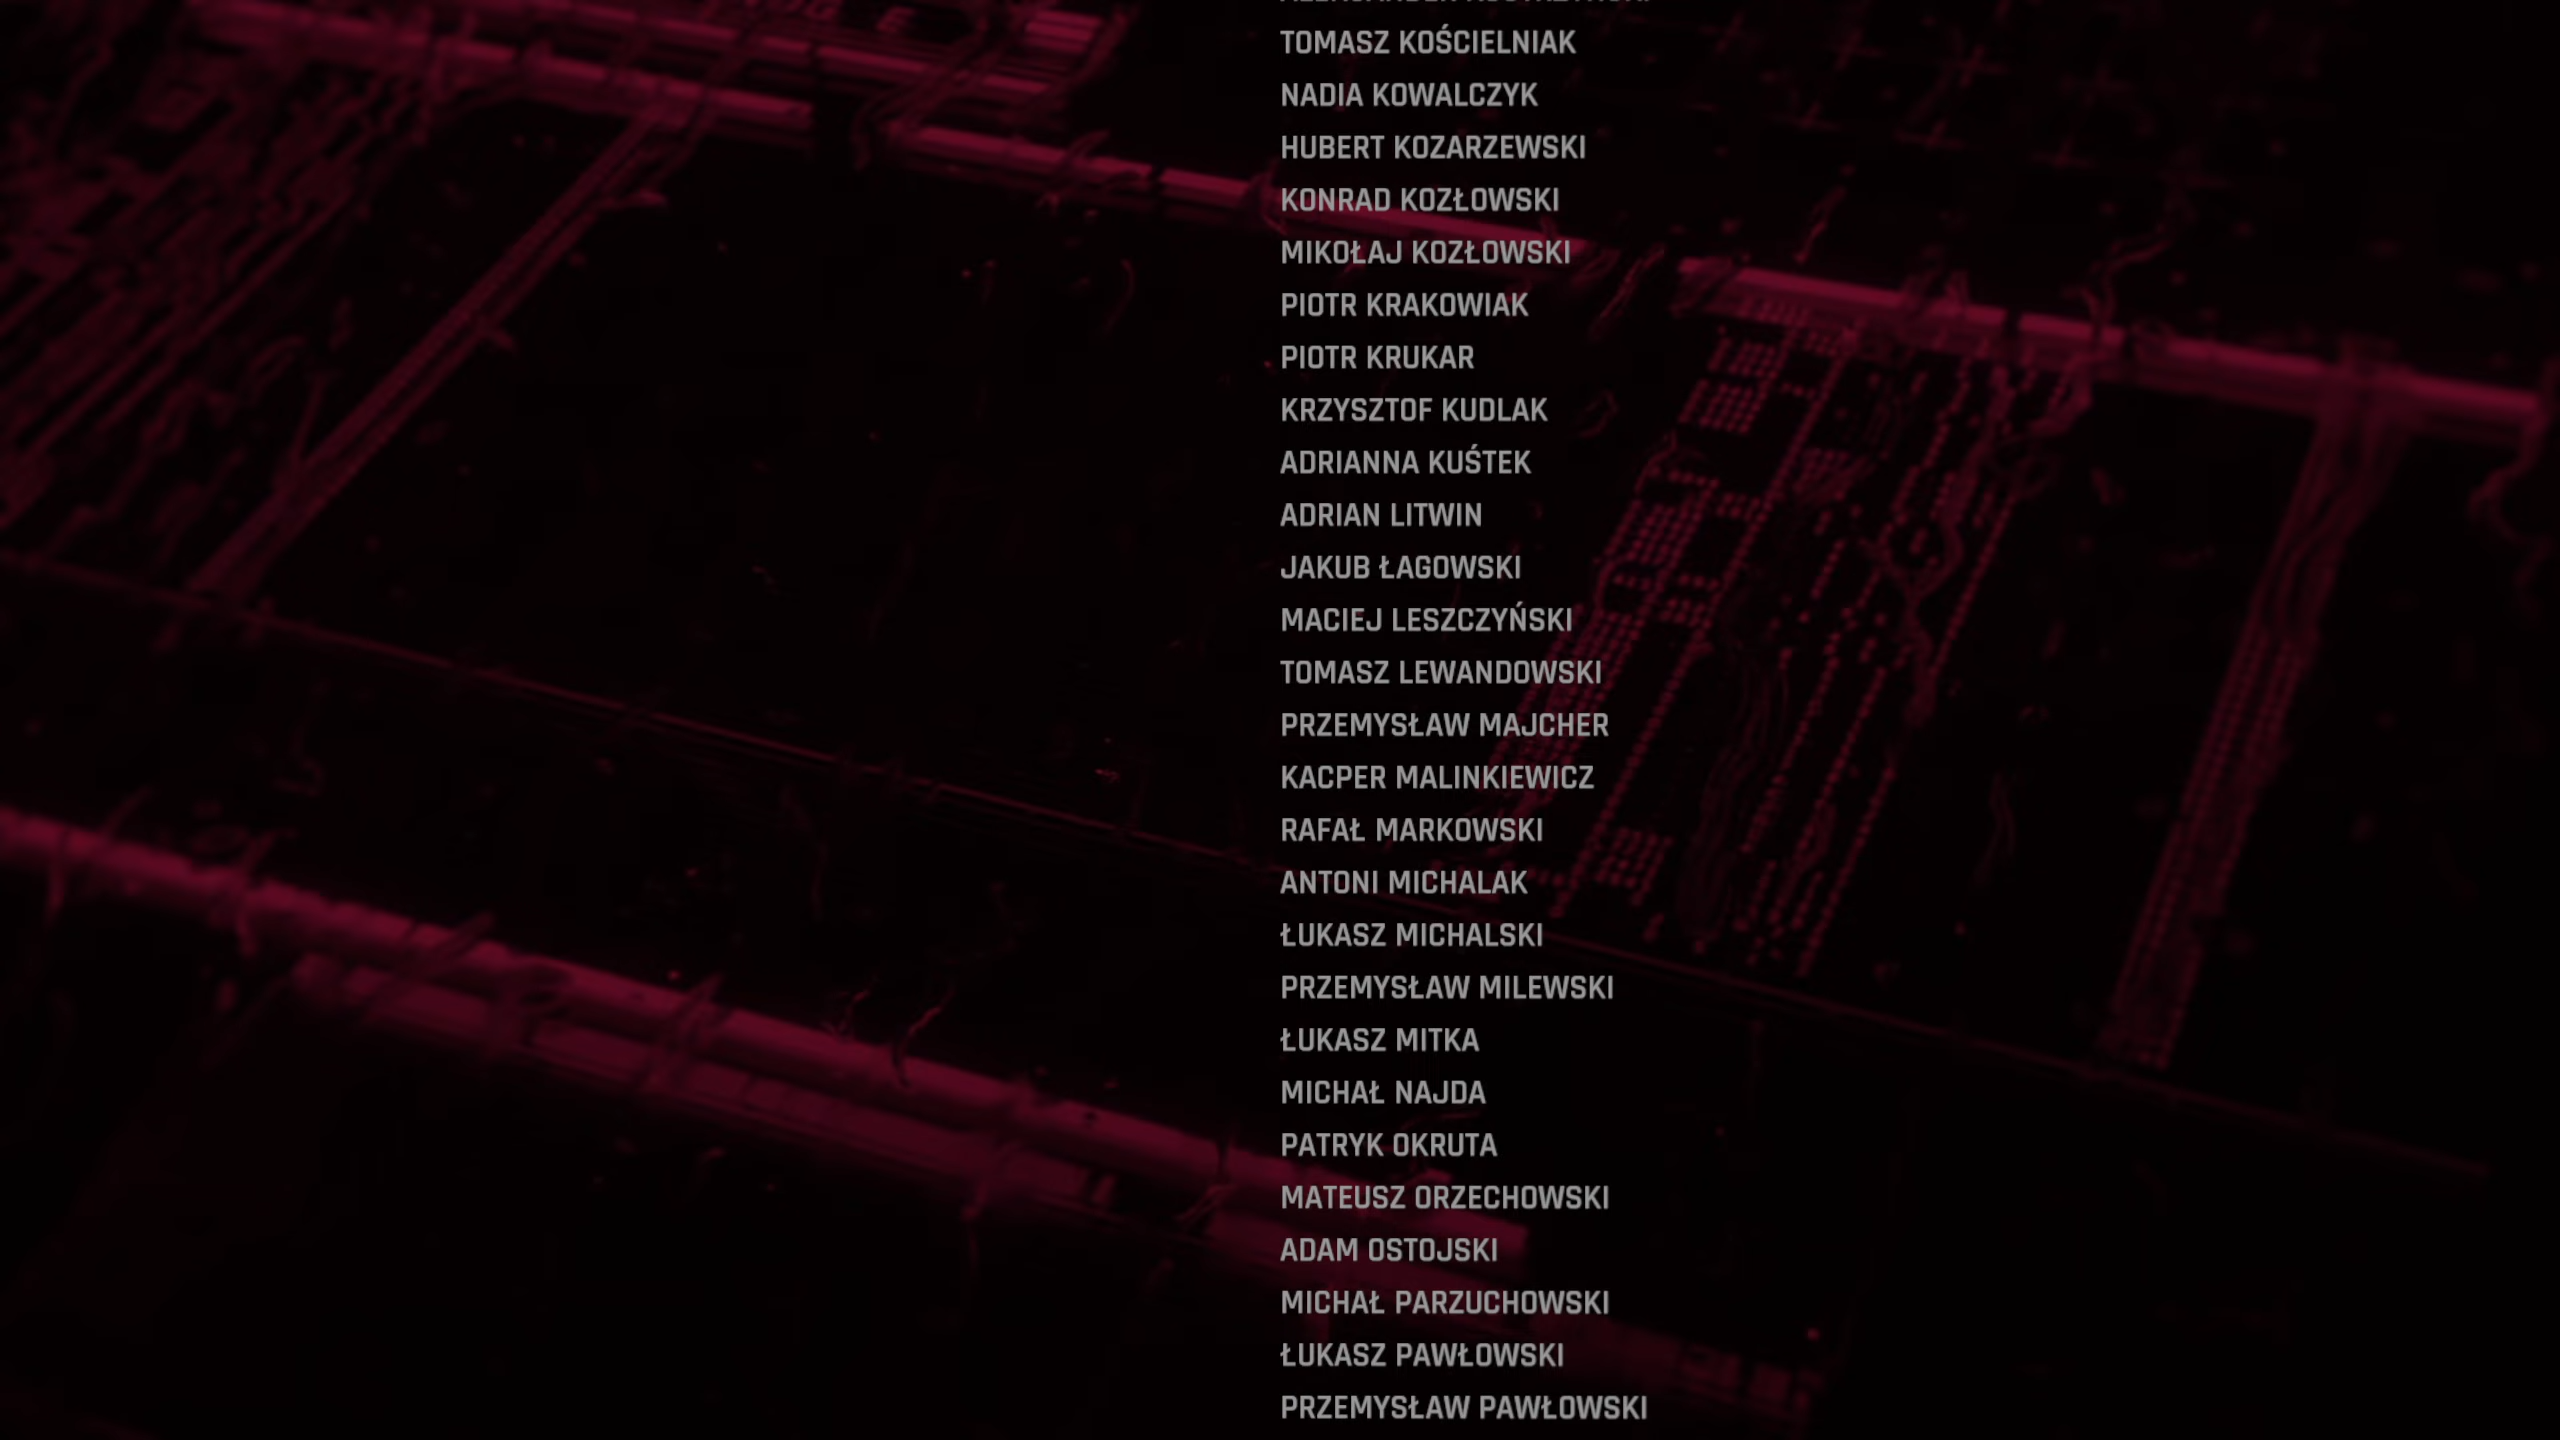 TOMASZ KOŚCIELNIAK
NADIA KOWALCZYK
HUBERT KOZARZEWSKI
KONRAD KOZŁOWSKI
MIKOŁAJ KOZŁOWSKI
PIOTR KRAKOWIAK
PIOTR KRUKAR
KRZYSZTOF KUDLAK
ADRIANNA KUŚTEK
ADRIAN LITWIN
JAKUB ŁAGOWSKI
MACIEJ LESZCZYŃSKI
TOMASZ LEWANDOWSKI
PRZEMYSŁAW MAJCHER
KACPER MALINKIEWICZ
RAFAŁ MARKOWSKI
ANTONI MICHALAK
ŁUKASZ MICHALSKI
PRZEMYSŁAW MILEWSKI
ŁUKASZ MITKA
MICHAŁ NAJDA
PATRYK OKRUTA
MATEUSZ ORZECHOWSKI
ADAM OSTOJSKI
MICHAŁ PARZUCHOWSKI
ŁUKASZ PAWŁOWSKI
PRZEMYSŁAW PAWŁOWSKI